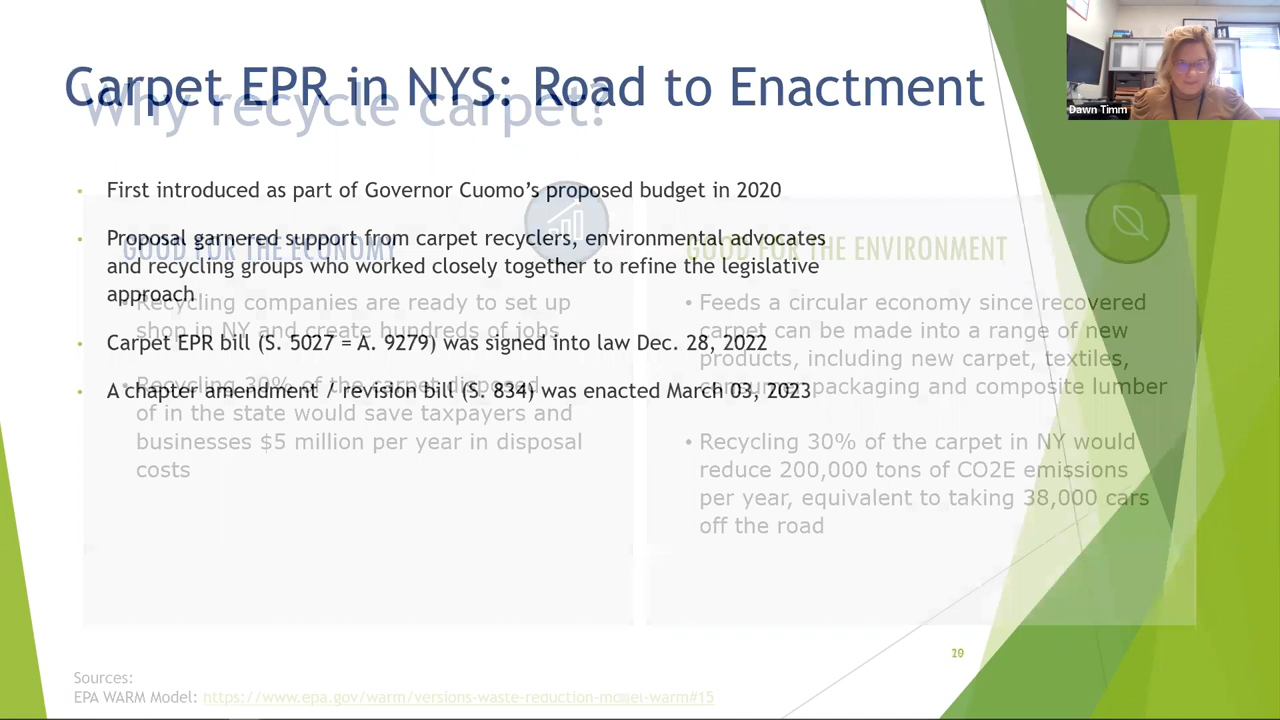 Carpet EPR in NYS: Road to Enactment
Why recycle carpet?
Dawn Timm
• First introduced as part of Governor Cuomo’s proposed budget in 2020
• Proposal garnered support from carpet recyclers, environmental advocates
and recycling groups who worked closely together to refine the legislative
approach
• Carpet EPR bill (S. 5027 = A. 9279) was signed into law Dec. 28, 2022
• A chapter amendment / revision bill (S. 834) was enacted March 03, 2023
GOOD FOR THE ECONOMY
• Recycling companies are ready to set up
shop in NY and create hundreds of jobs
• Recycling 30% of the carpet disposed
of in the state would save taxpayers and
businesses $5 million per year in disposal
costs
GOOD FOR THE ENVIRONMENT
• Feeds a circular economy since recovered
carpet can be made into a range of new
products, including new carpet, textiles,
packaging and composite lumber
• Recycling 30% of the carpet in NY would
reduce 200,000 tons of CO2E emissions
per year, equivalent to taking 38,000 cars
off the road
Sources:
EPA WARM Model: https://www.epa.gov/warm/versions-waste-reduction-model-warm#15